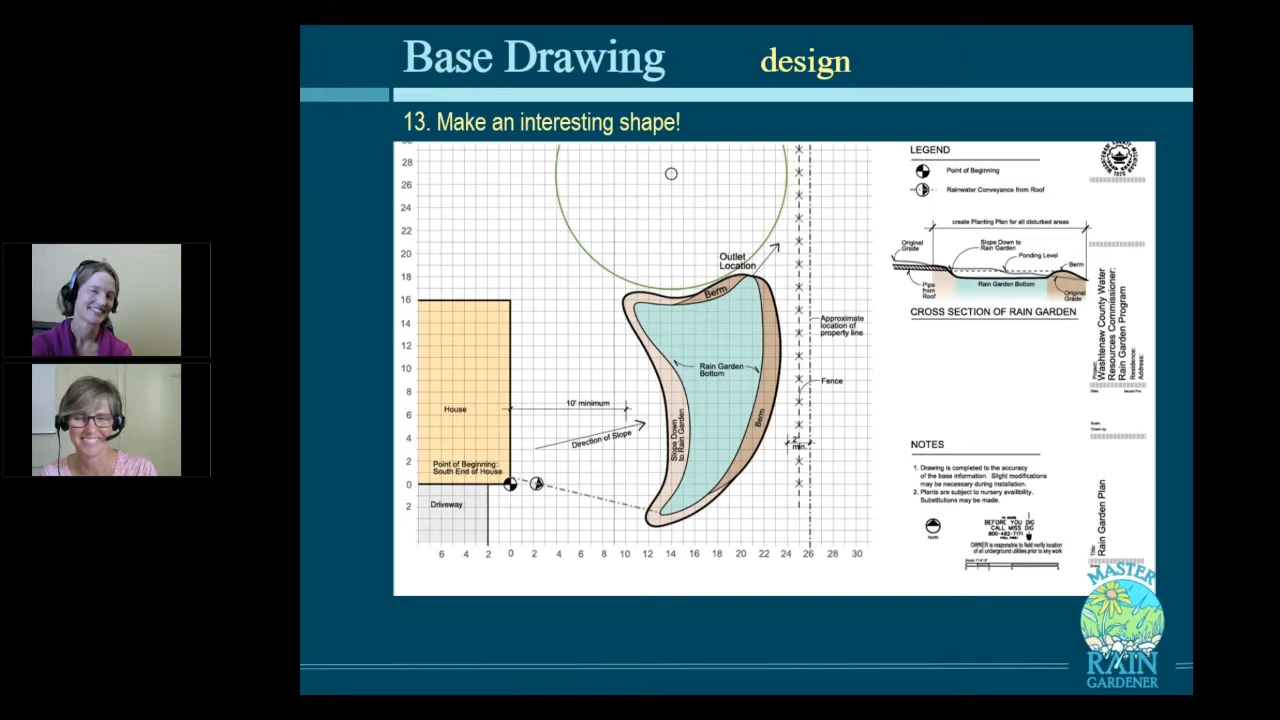 Base Drawing
design
13. Make an interesting shape!
28
26
24
22
20
18
16
14
12
10
8
6
4
2
0
2
6 4 2 0 2 4 6 8 10 12 14 16 18 20 22 24 26 28 30
Outlet
Location
Berm
Approximate
location of
property line
Rain Garden
Bottom
Fence
House
10' minimum
Direction of Slope
Slope Down
to Rain Garden
Berm
2'
min.
Point of Beginning:
South End of House
Driveway
LEGEND
Point of Beginning
Rainwater Conveyance from Roof
create Planting Plan for all disturbed areas
Original
Grade
Slope Down to
Rain Garden
Ponding Level
Berm
Pipe
from
Roof
Rain Garden Bottom
Original
Grade
CROSS SECTION OF RAIN GARDEN
NOTES
1. Drawing is completed to the accuracy
of the base information. Slight modifications
may be necessary during installation.
2. Plants are subject to nursery availibility.
Substitutions may be made.
North
BEFORE YOU DIG
CALL MISS DIG
800-482-7171
OWNER is responsible to field verify location
of all underground utilities prior to key work
Project:
Washtenaw County Water
Resources Commissioner:
Rain Garden Program
Residence:
Address:
Title:
Rain Garden Plan
MASTER
RAIN
GARDENER